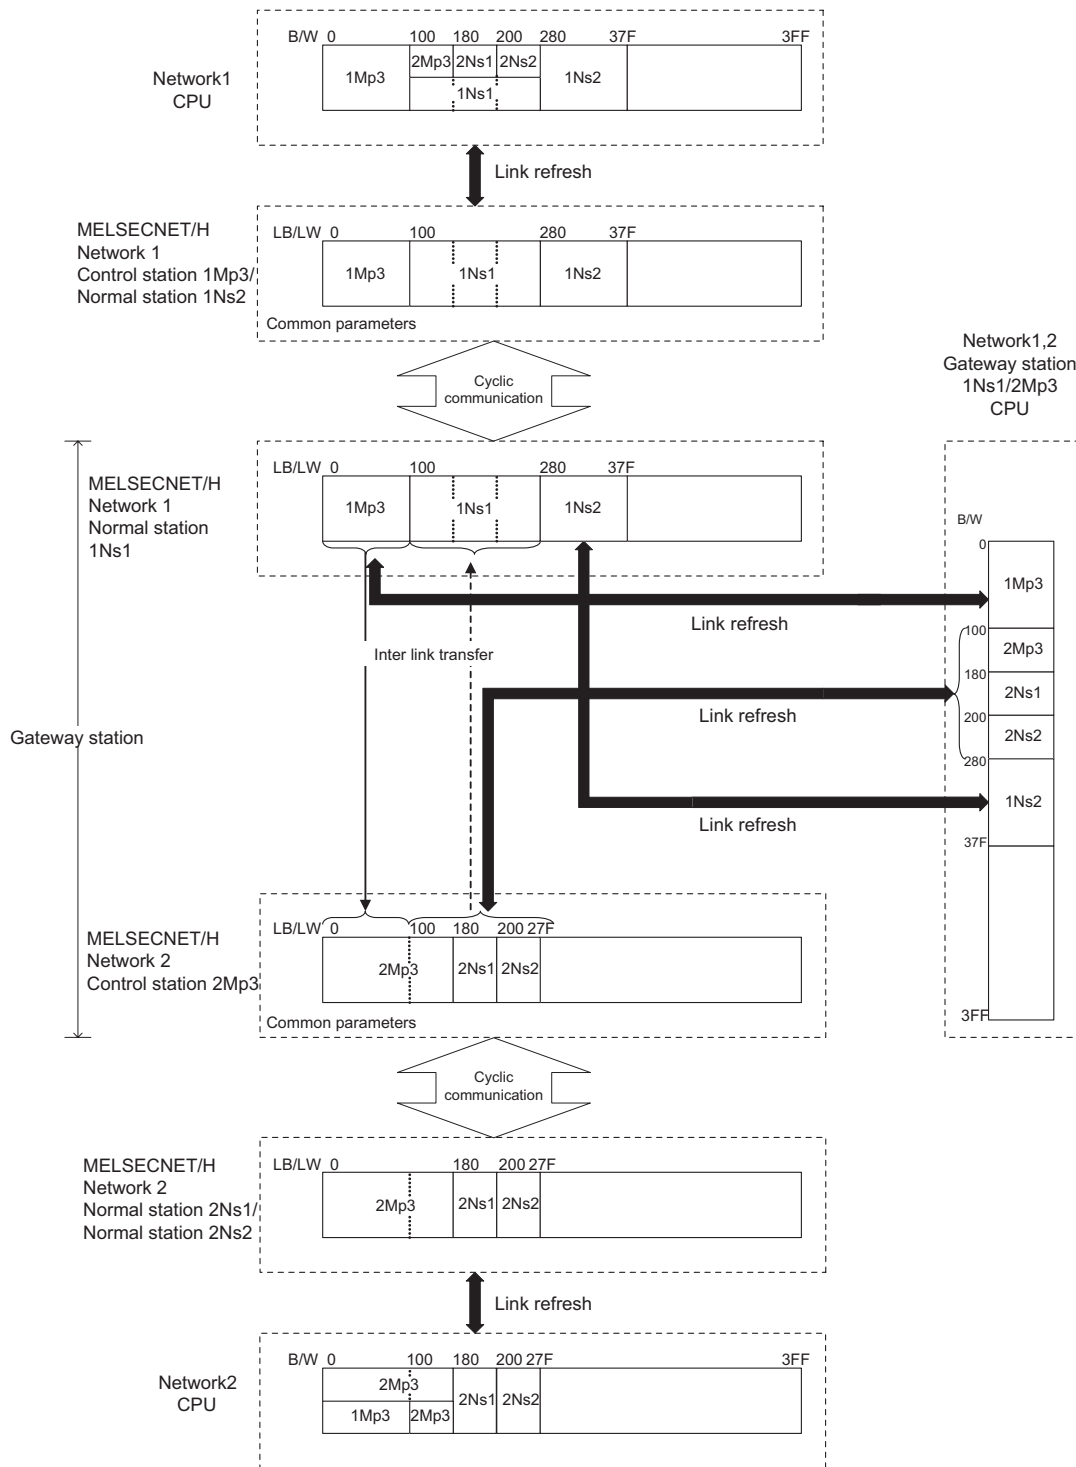 B/W 0 100 180 200 280 37F 3FF
Network1
CPU
1Mp3 2Mp3 2Ns1 2Ns2 1Ns2
1Ns1
Link refresh
MELSECNET/H
Network 1
Control station 1Mp3/
Normal station 1Ns2
LB/LW 0 100 280 37F
1Mp3 1Ns1 1Ns2
Common parameters
Cyclic
communication
Network1,2
Gateway station
1Ns1/2Mp3
CPU
MELSECNET/H
Network 1
Normal station
1Ns1
LB/LW 0 100 280 37F
1Mp3 1Ns1 1Ns2
B/W
0
1Mp3
100
2Mp3
180
2Ns1
200
2Ns2
280
1Ns2
37F
3FF
Link refresh
Inter link transfer
Link refresh
Link refresh
Gateway station
MELSECNET/H
Network 2
Control station 2Mp3
LB/LW 0 100 180 200 27F
2Mp3 2Ns1 2Ns2
Common parameters
Cyclic
communication
MELSECNET/H
Network 2
Normal station 2Ns1/
Normal station 2Ns2
LB/LW 0 180 200 27F
2Mp3 2Ns1 2Ns2
Link refresh
Network2
CPU
B/W 0 100 180 200 27F 3FF
2Mp3 2Ns1 2Ns2
1Mp3 2Mp3